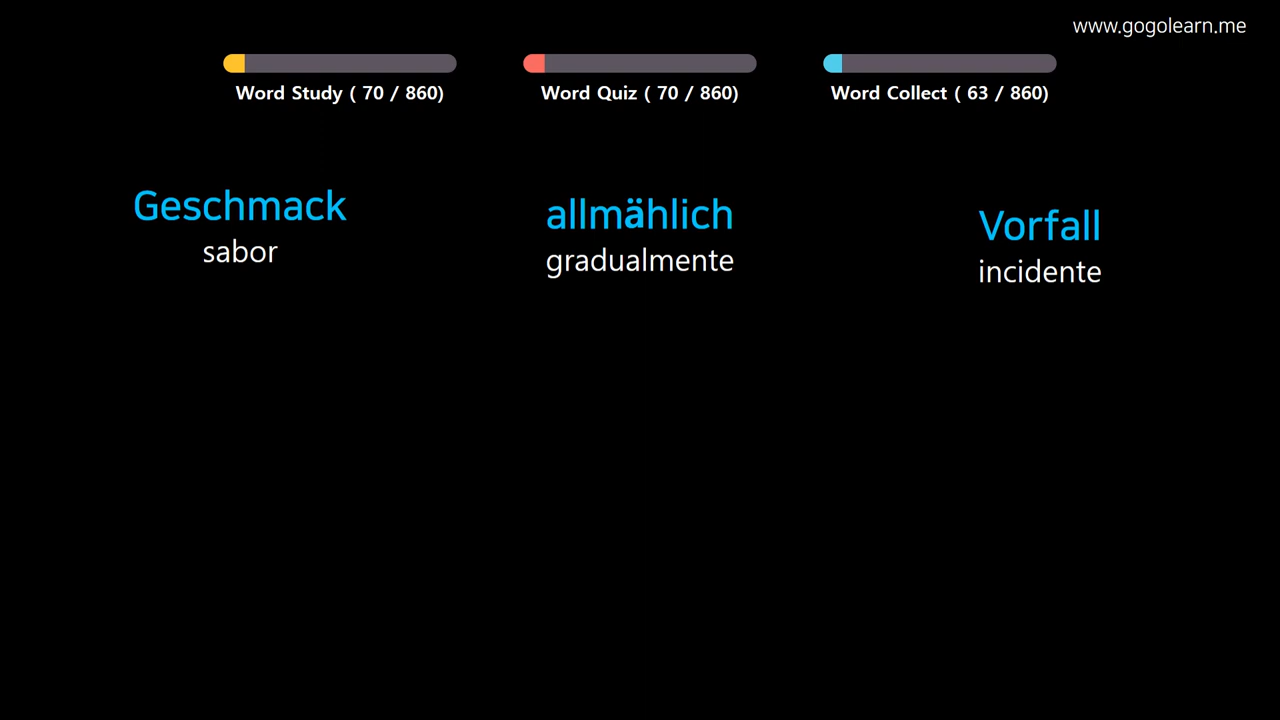 www.gogolearn.me
Word Study ( 70 / 860)
Word Quiz ( 70 / 860)
Word Collect ( 63 / 860)
Geschmack
sabor
allmählich
gradualmente
Vorfall
incidente